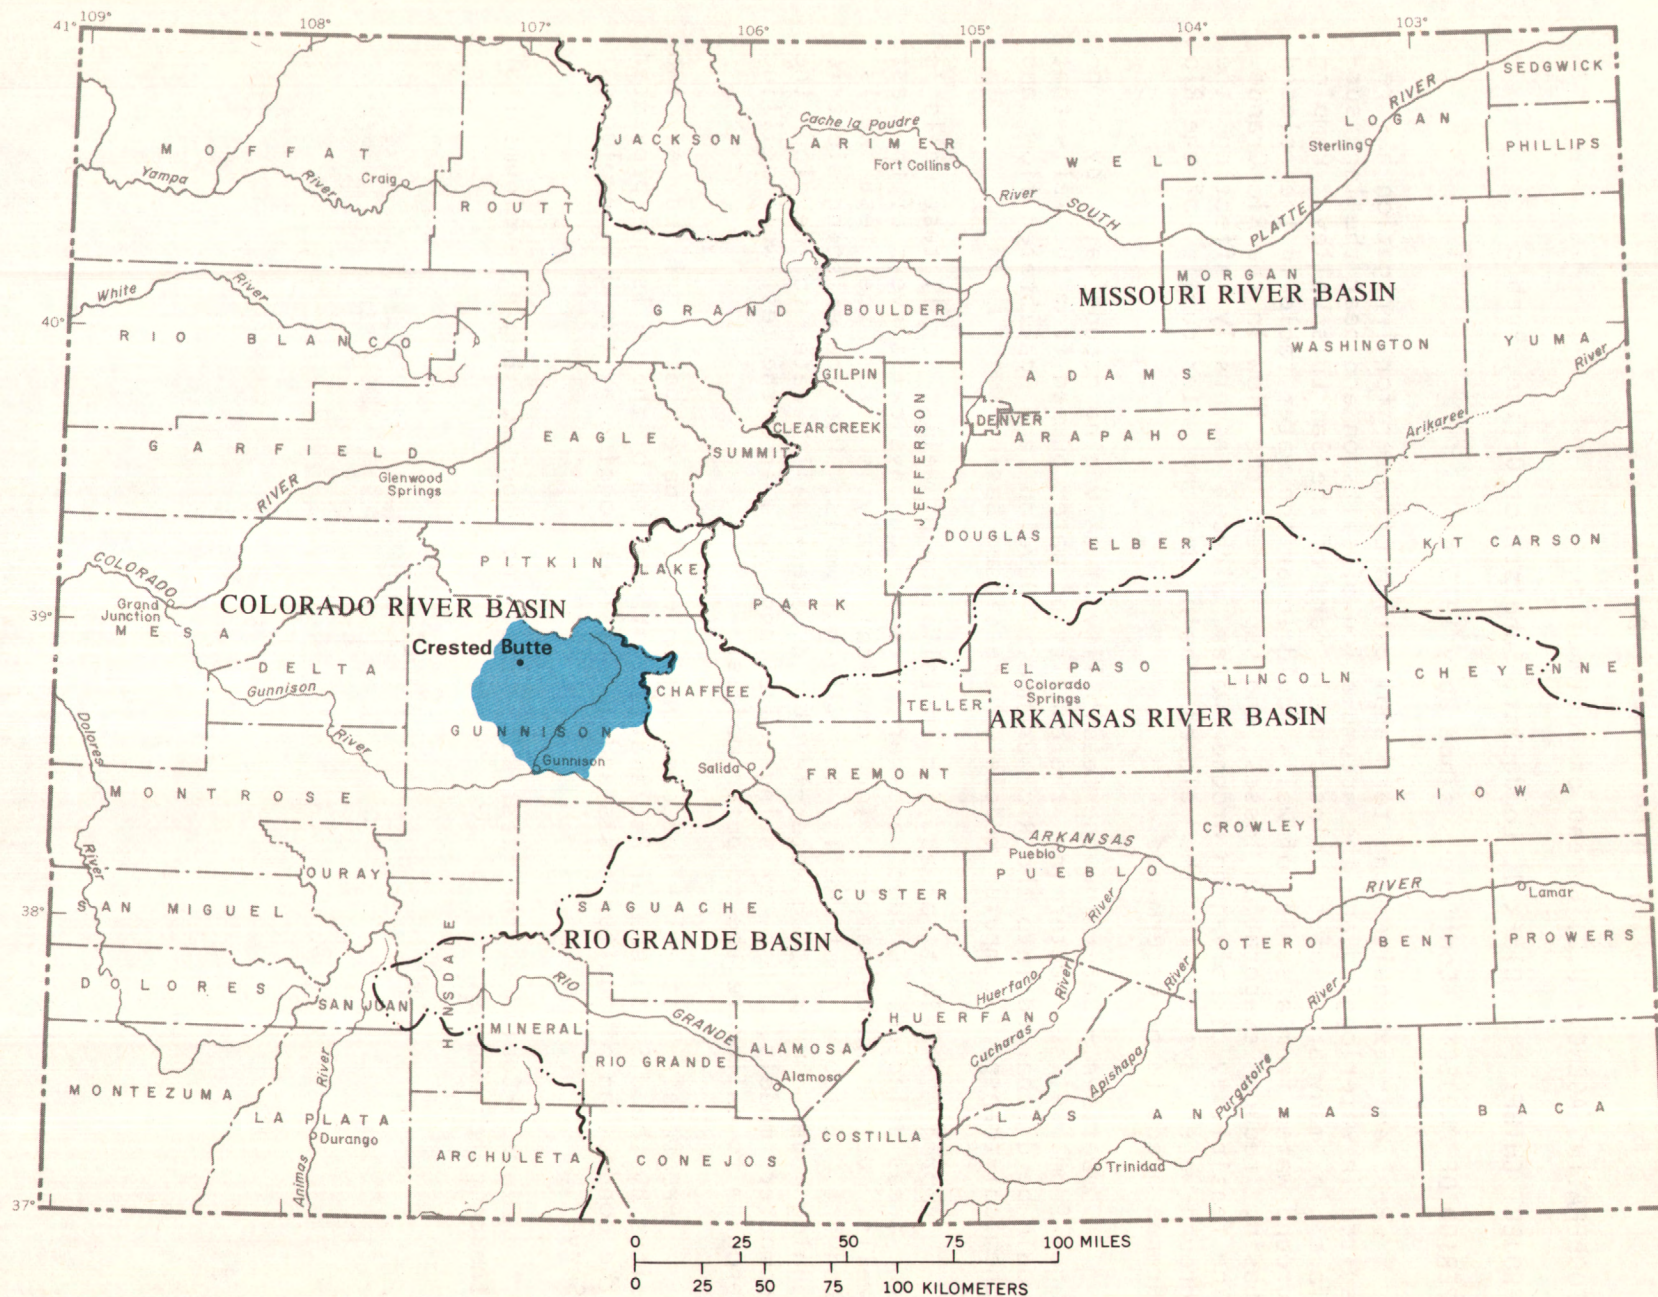 109°
108°
107°
106°
105°
104°
103°
41°
SEDGWICK
RIVER
LOGAN
Cache la Poudre
JACKSON
LARIMER
Sterling
PHILLIPS
MOFFAT
WELD
Fort Collins
Yampa
River
Craig
ROUTT
River
SOUTH
PLATTE
MORGAN
White
River
MISSOURI RIVER BASIN
GRAND
BOULDER
40°
RIO BLANCO
WASHINGTON
YUMA
River
GILPIN
ADAMS
JEFFERSON
DENVER
Arikaree
CLEAR CREEK
ARAPAHOE
EAGLE
GARFIELD
SUMMIT
Glenwood
Springs
RIVER
DOUGLAS
ELBERT
KIT CARSON
PITKIN
LAKE
COLORADO
Grand
Junction
COLORADO RIVER BASIN
PARK
39°
MESA
Crested Butte
DELTA
EL PASO
CHEYENNE
LINCOLN
Gunnison
CHAFFEE
Colorado
Springs
TELLER
ARKANSAS RIVER BASIN
Dolores
River
GUNNISON
Gunnison
Salida
FREMONT
MONTROSE
KIOWA
CROWLEY
ARKANSAS
Pueblo
River
OURAY
PUEBLO
RIVER
Lamar
CUSTER
SAN MIGUEL
SAGUACHE
River
38°
HINSDALE
RIO GRANDE BASIN
OTERO
BENT
PROWERS
DOLORES
RIO
Huerfano
River
River
River
SAN JUAN
HUERFANO
MINERAL
GRANDE
Cucharas
RIO GRANDE
ALAMOSA
Alamosa
Apishapa
Purgatoire
MONTEZUMA
River
LA PLATA
LAS ANIMAS
BACA
Durango
COSTILLA
ARCHULETA
CONEJOS
Trinidad
Animas
37°
0 25 50 75 100 MILES
0 25 50 75 100 KILOMETERS